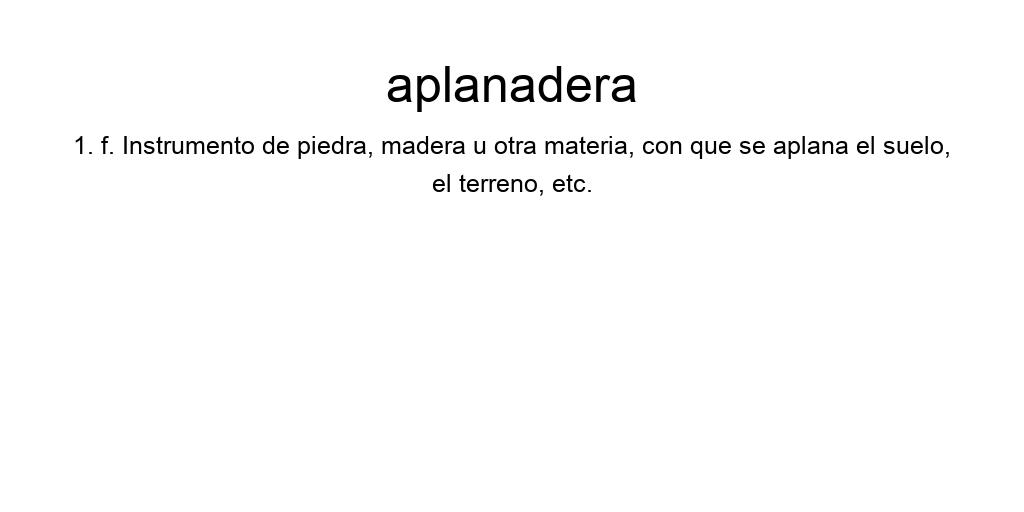 aplanadera
1. f. Instrumento de piedra, madera u otra materia, con que se aplana el suelo,
el terreno, etc.